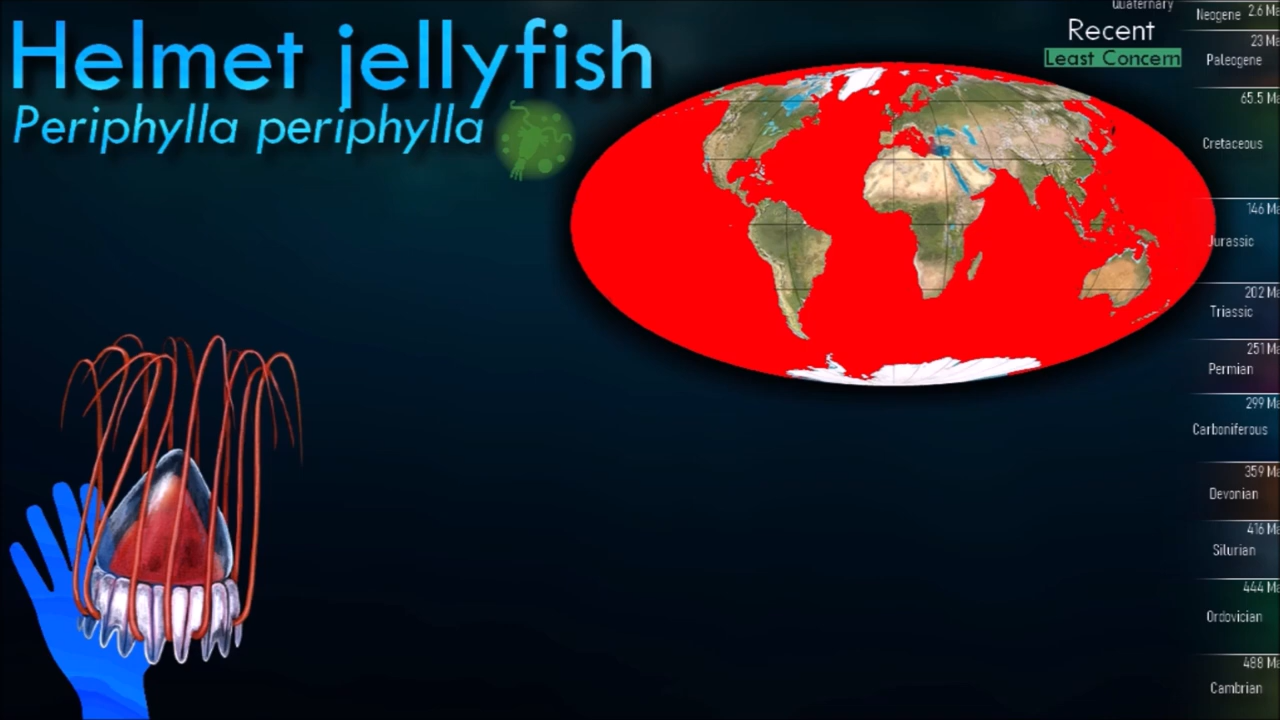 Helmet jellyfish
Periphylla periphylla
Recent
Least Concern
Quaternary
2.6 Ma
Neogene
23 Ma
Paleogene
65.5 Ma
Cretaceous
146 Ma
Jurassic
202 Ma
Triassic
251 Ma
Permian
299 Ma
Carboniferous
359 Ma
Devonian
416 Ma
Silurian
444 Ma
Ordovician
488 Ma
Cambrian